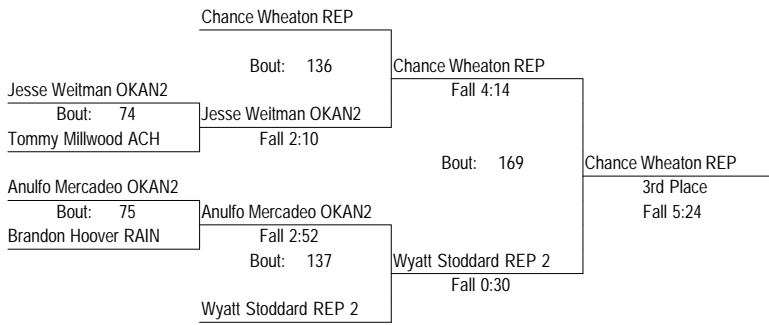 Chance Wheaton REP
Bout: 136
Chance Wheaton REP
Jesse Weitman OKAN2
Fall 4:14
Bout: 74
Jesse Weitman OKAN2
Tommy Millwood ACH
Fall 2:10
Bout: 169
Chance Wheaton REP
Anulfo Mercadeo OKAN2
3rd Place
Bout: 75
Anulfo Mercadeo OKAN2
Fall 5:24
Brandon Hoover RAIN
Fall 2:52
Bout: 137
Wyatt Stoddard REP 2
Fall 0:30
Wyatt Stoddard REP 2